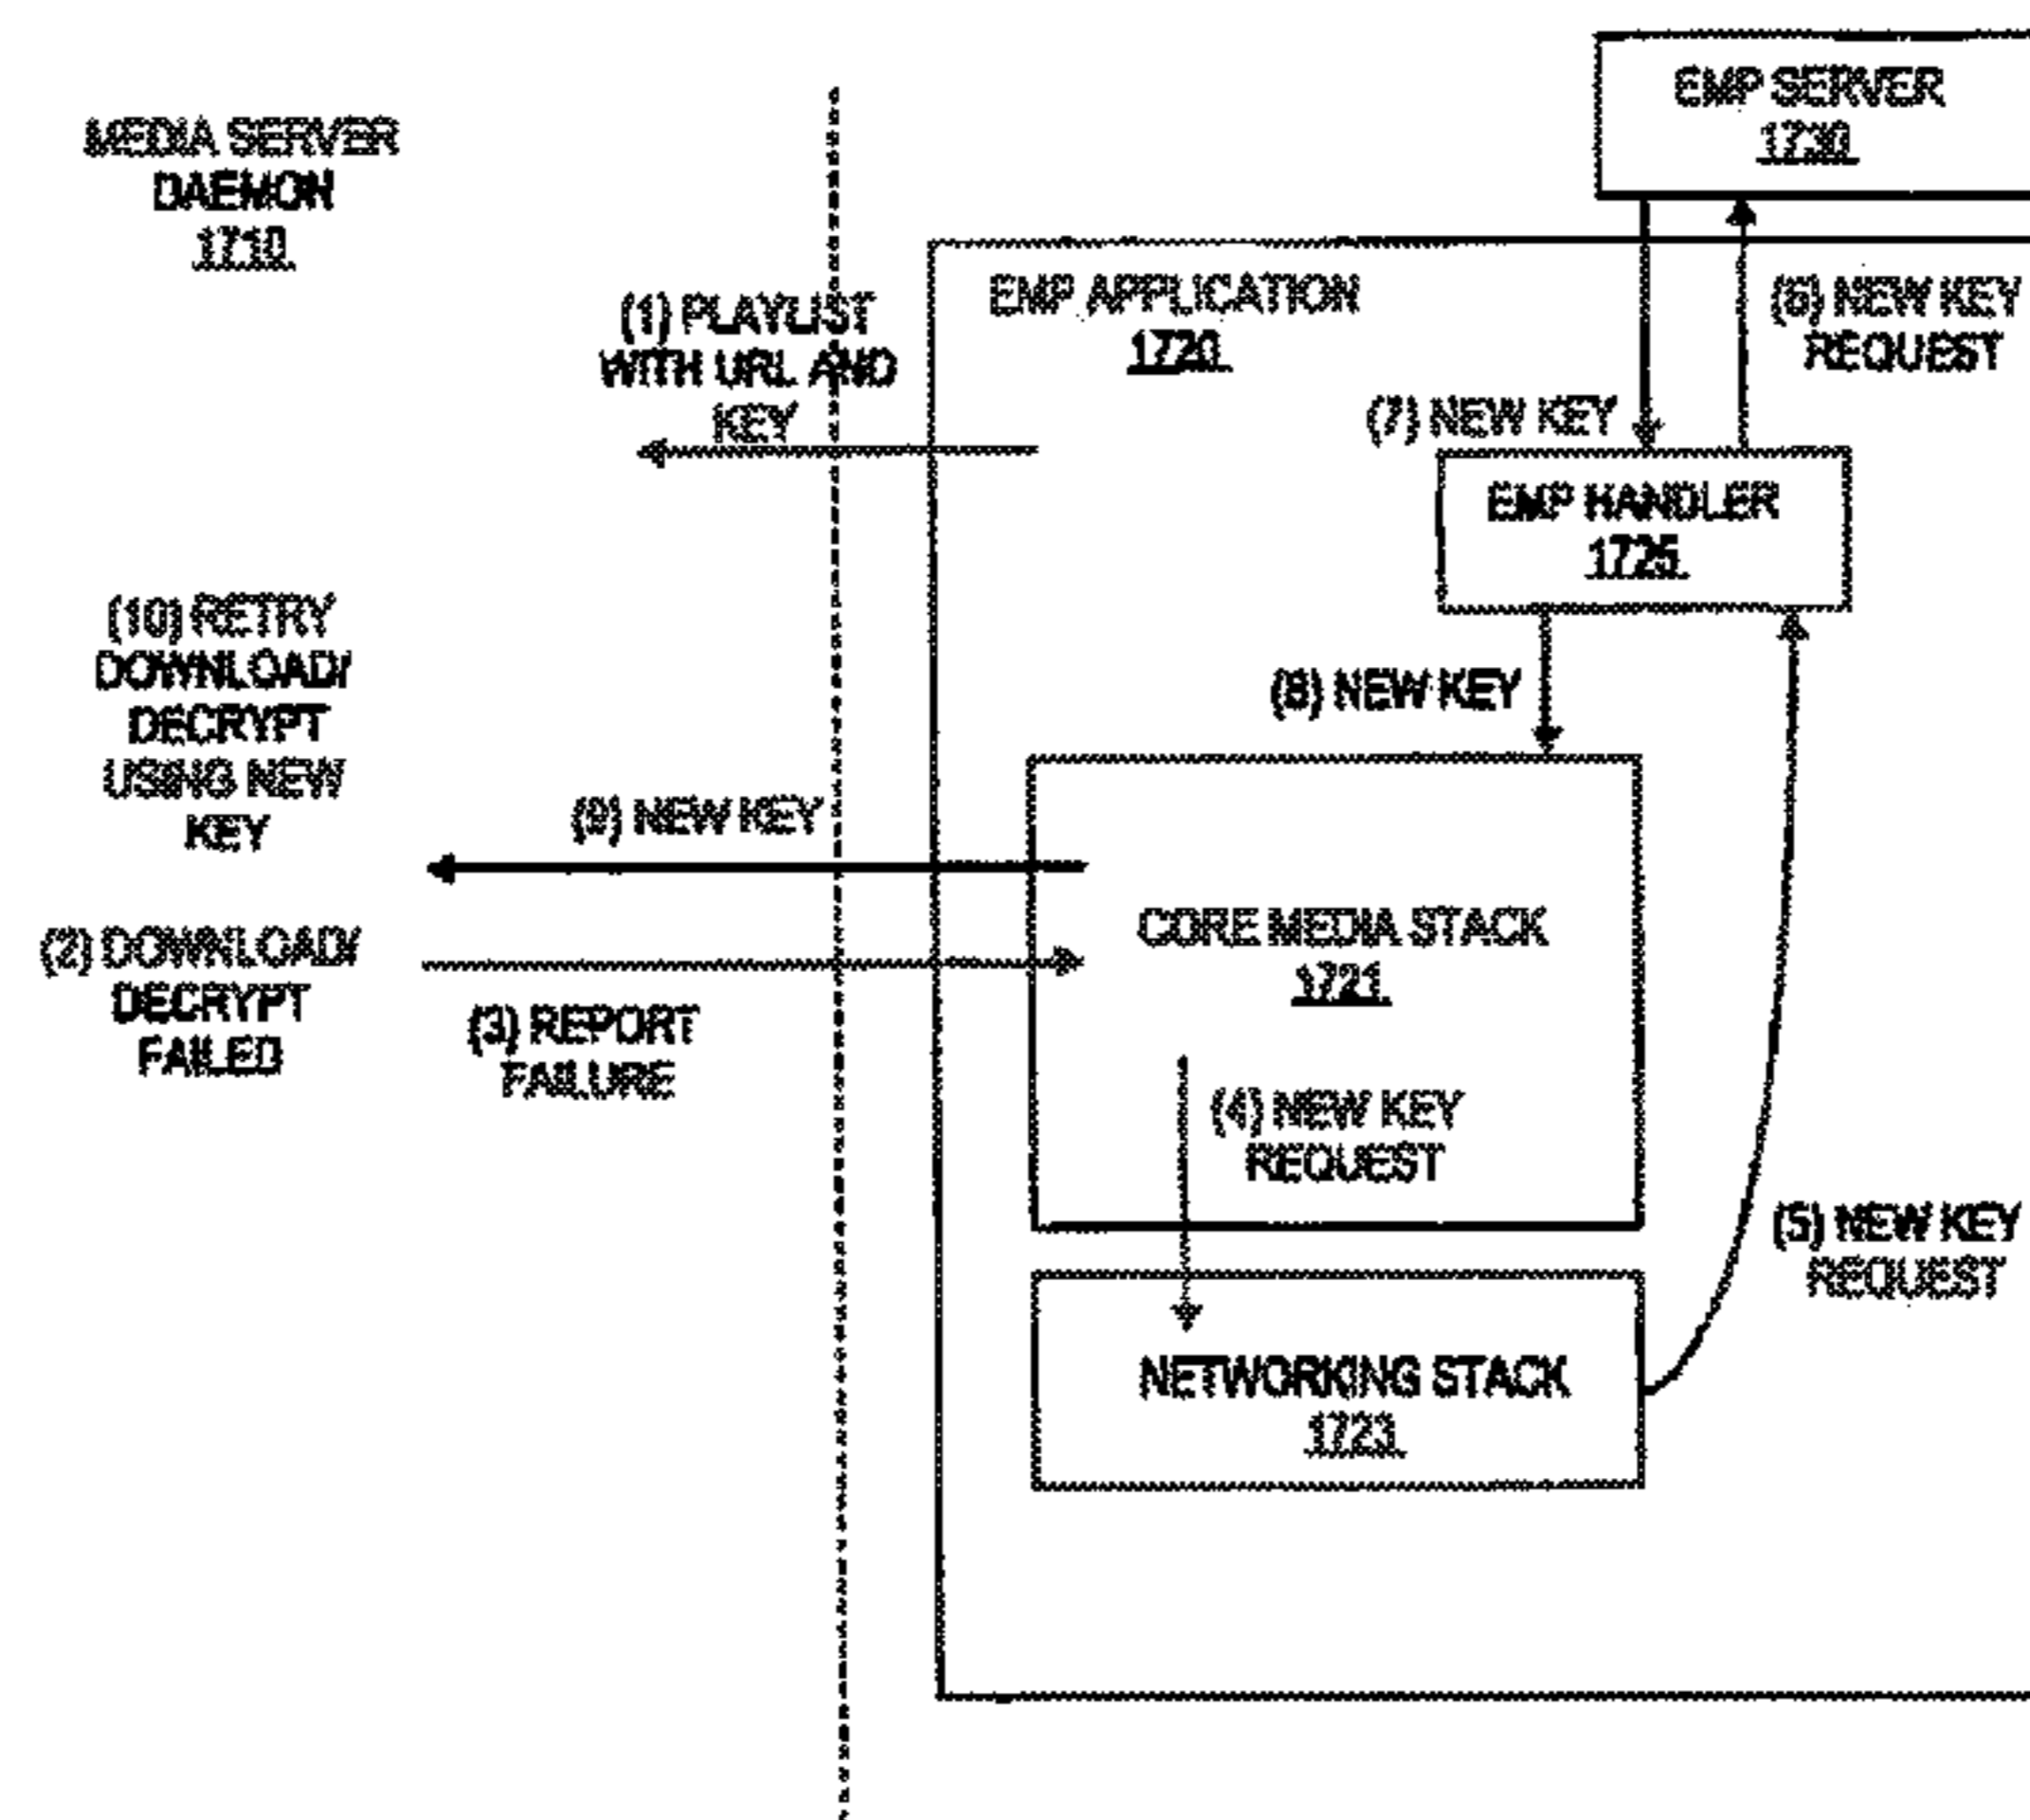 MEDIA SERVER
DAEMON
1710
EMP SERVER
1730
EMP APPLICATION
1720
(1) PLAYLIST
WITH URL AND
KEY
(6) NEW KEY
REQUEST
(7) NEW KEY
EMP HANDLER
1725
(8) NEW KEY
(10) RETRY
DOWNLOAD/
DECRYPT
USING NEW
KEY
(9) NEW KEY
(2) DOWNLOAD/
DECRYPT
FAILED
(3) REPORT
FAILURE
CORE MEDIA STACK
1721
(4) NEW KEY
REQUEST
(5) NEW KEY
REQUEST
NETWORKING STACK
1723